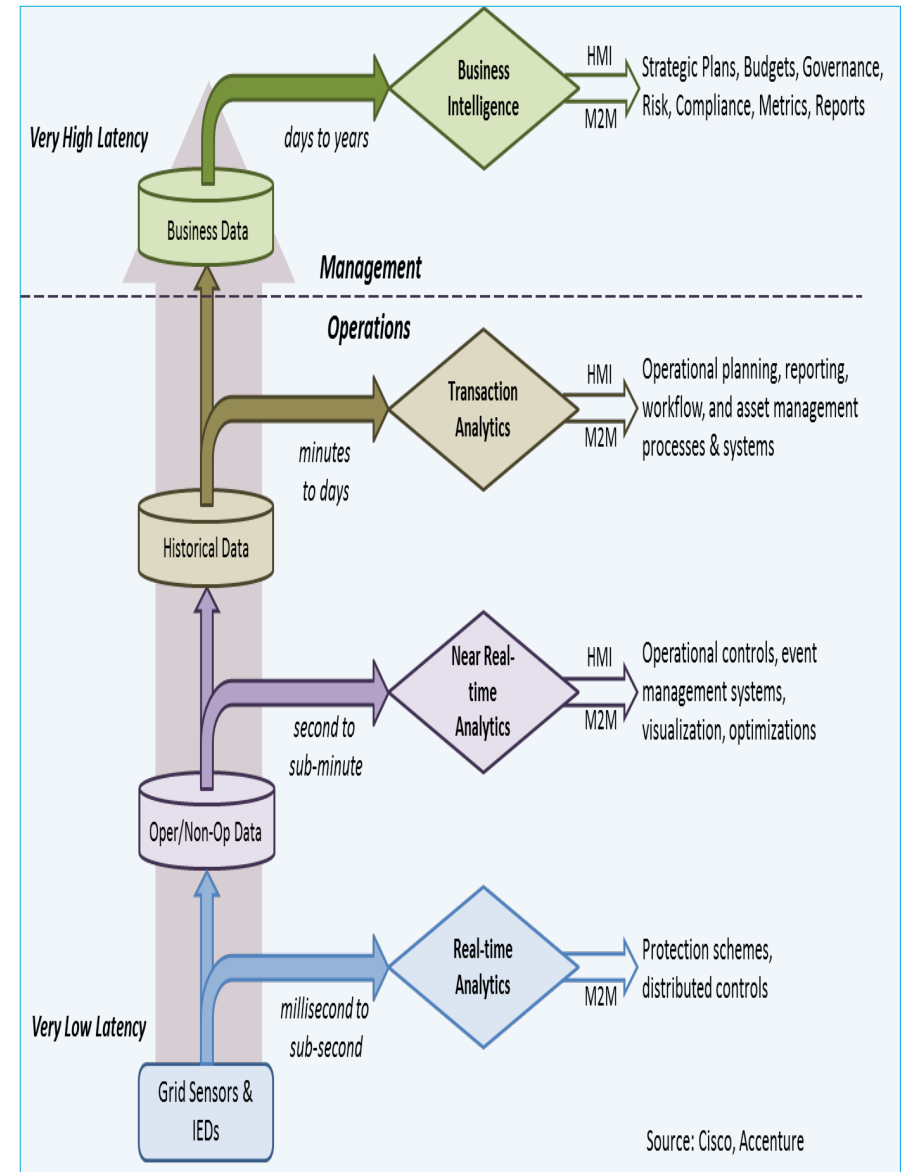 HMI
Strategic Plans, Budgets, Governance,
Risk, Compliance, Metrics, Reports
M2M
Business
Intelligence
Very High Latency
days to years
Business Data
Management
Operations
HMI
Operational planning, reporting,
workflow, and asset management
processes & systems
M2M
Transaction
Analytics
minutes
to days
Historical Data
HMI
Operational controls, event
management systems,
visualization, optimizations
M2M
Near Real-
time
Analytics
second to
sub-minute
Oper/Non-Op Data
Real-time
Analytics
Protection schemes,
distributed controls
M2M
millisecond to
sub-second
Very Low Latency
Grid Sensors &
IEDs
Source: Cisco, Accenture